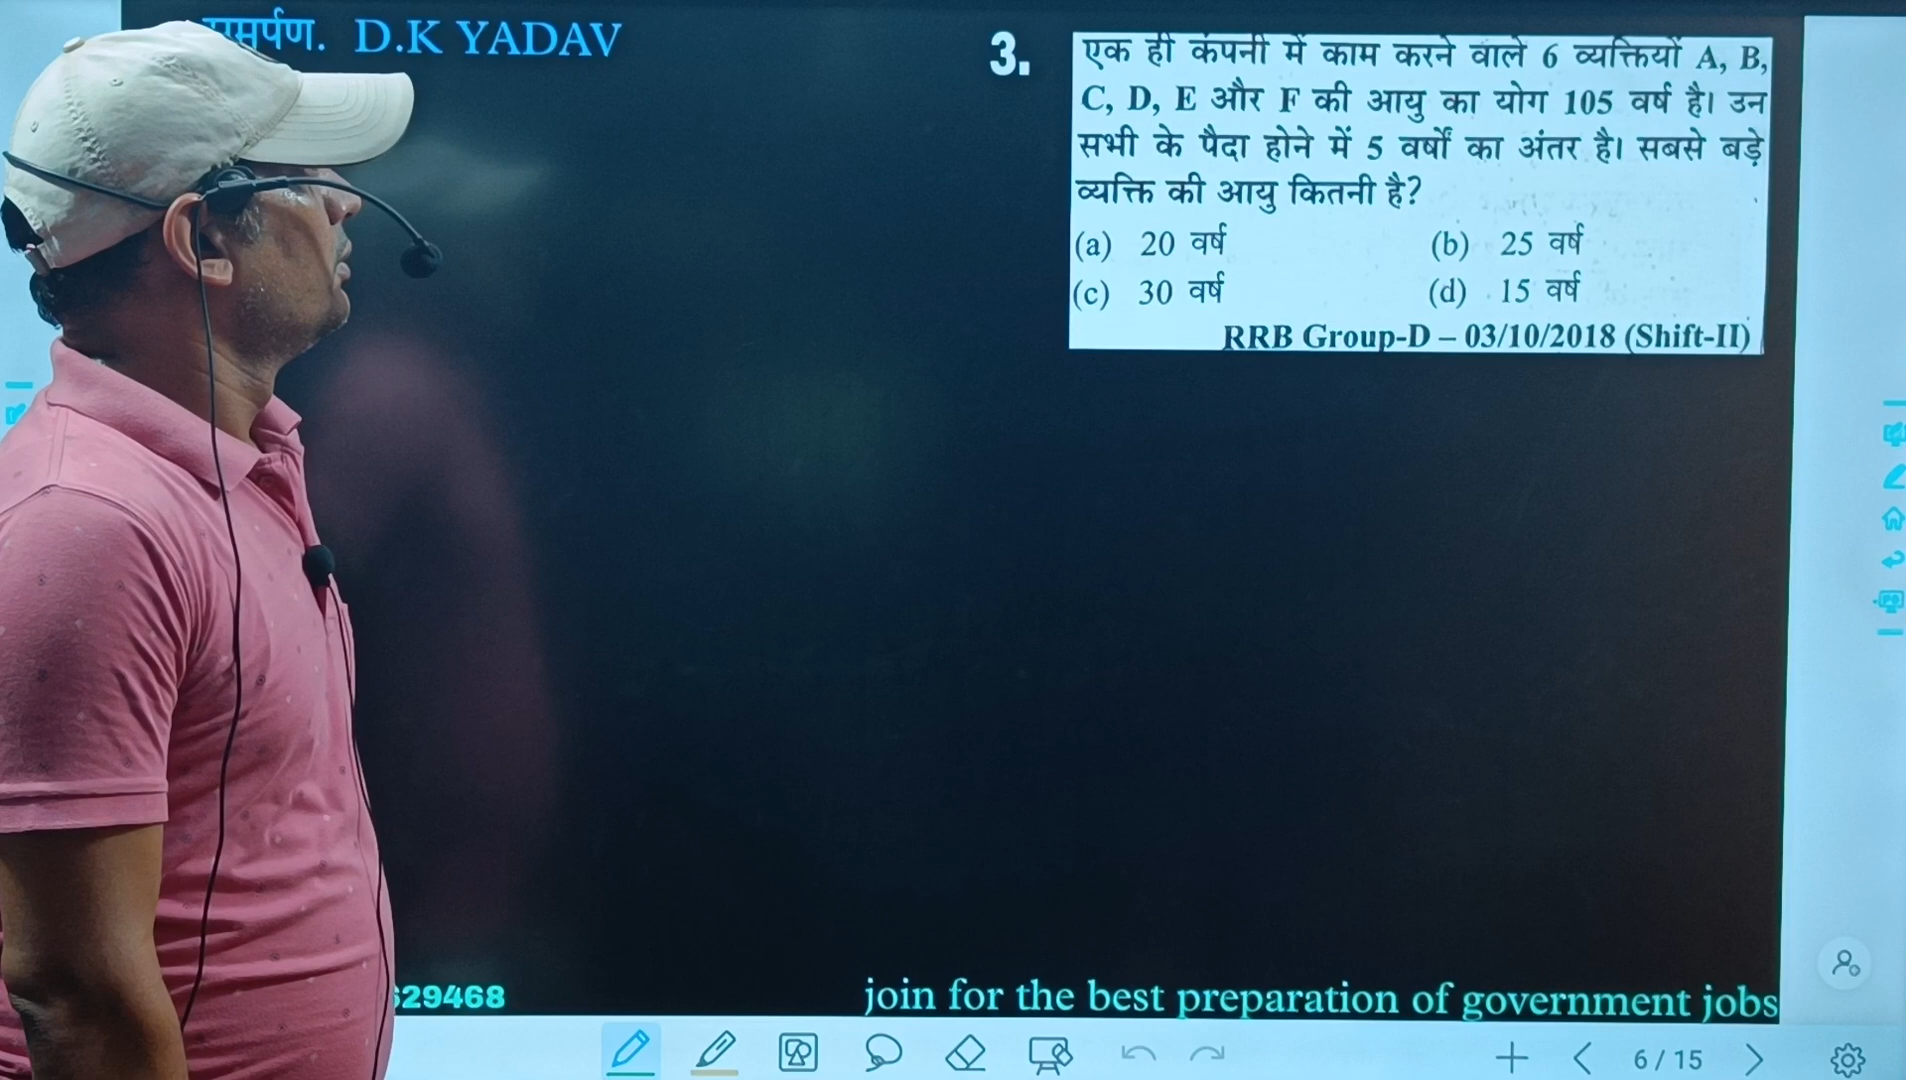 समर्पण. D.K YADAV
3.
एक ही कंपनी में काम करने वाले 6 व्यक्तियों A, B,
C, D, E और F की आयु का योग 105 वर्ष है। उन
सभी के पैदा होने में 5 वर्षों का अंतर है। सबसे बड़े
व्यक्ति की आयु कितनी है?
(a) 20 वर्ष (b) 25 वर्ष
(c) 30 वर्ष (d) 15 वर्ष
RRB Group-D – 03/10/2018 (Shift-II)
29468 join for the best preparation of government jobs
6 / 15